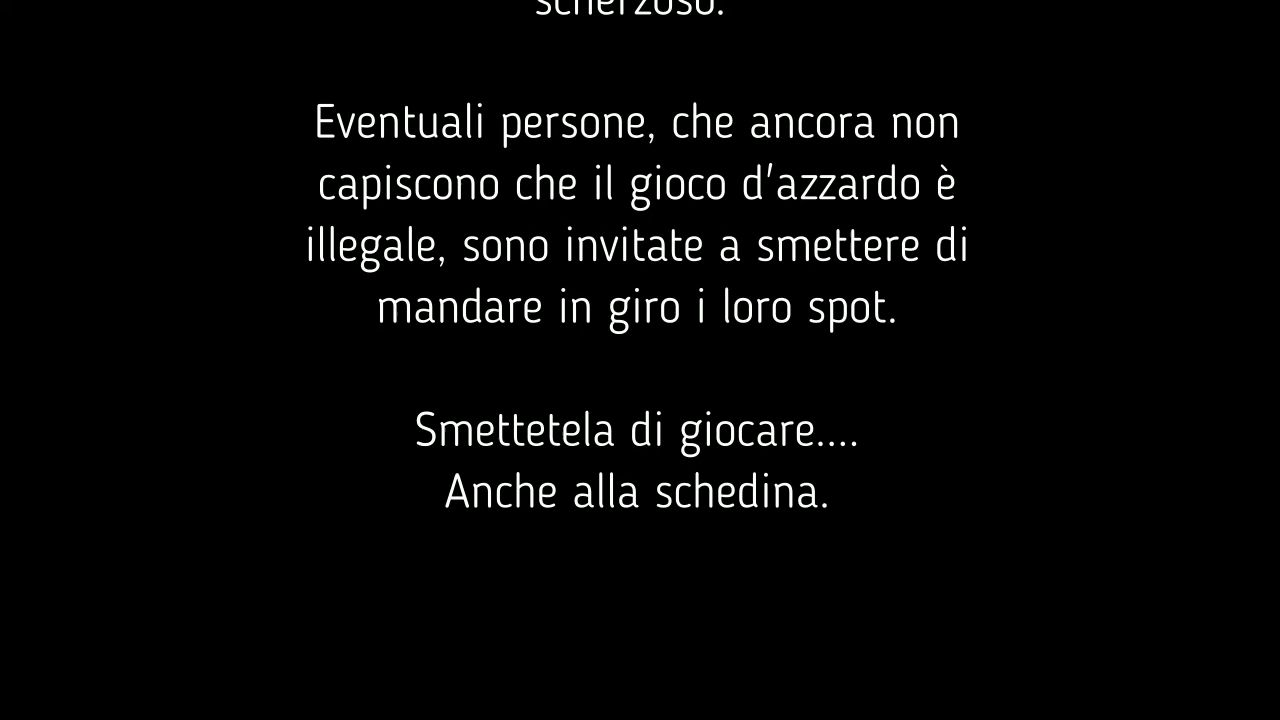 scherzoso.
Eventuali persone, che ancora non
capiscono che il gioco d'azzardo è
illegale, sono invitate a smettere di
mandare in giro i loro spot.
Smettetela di giocare....
Anche alla schedina.